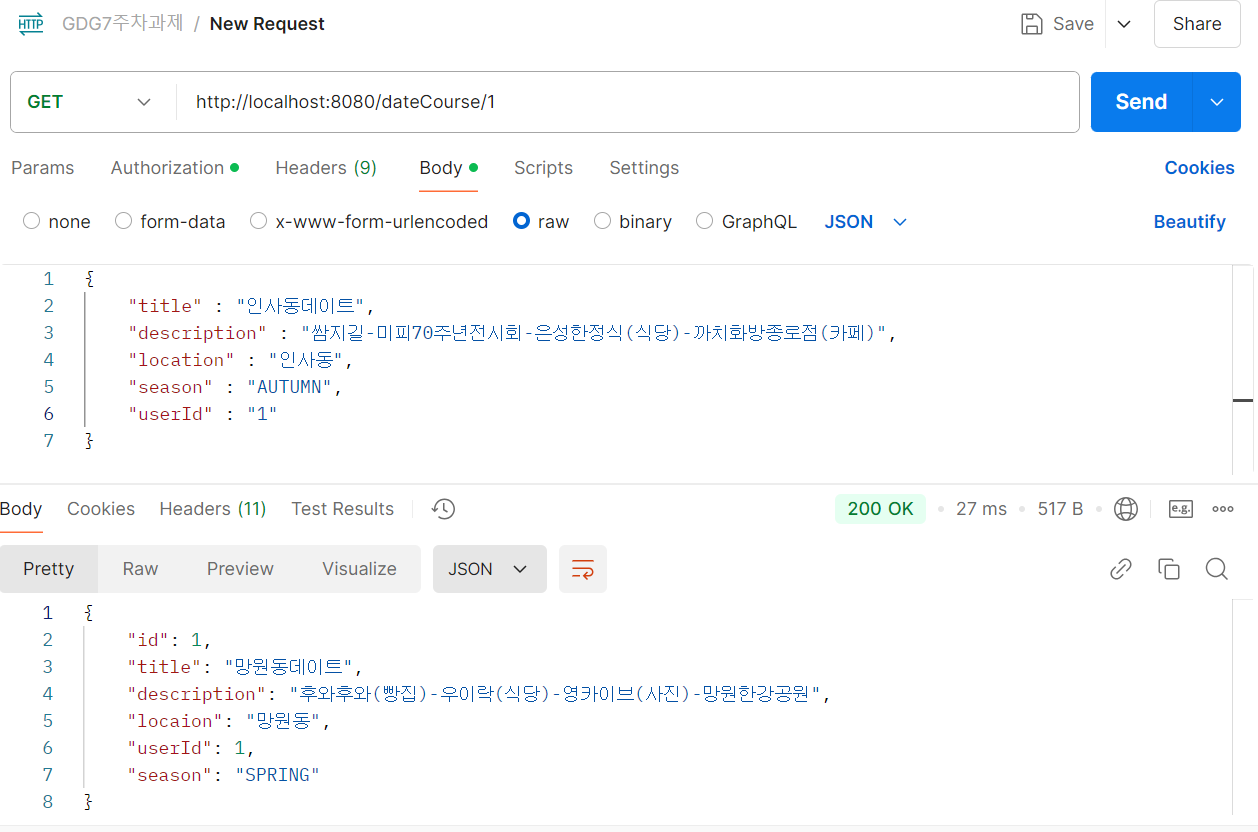 HTTP GDG7주차과제 / New Request Save Share
GET http://localhost:8080/dateCourse/1 Send
Params Authorization Headers (9) Body Scripts Settings Cookies
none form-data x-www-form-urlencoded raw binary GraphQL JSON Beautify
1 {
2 "title" : "인사동데이트",
3 "description" : "쌈지길-미피70주년전시회-은성한정식(식당)-까치화방종로점(카페)",
4 "location" : "인사동",
5 "season" : "AUTUMN",
6 "userId" : "1"
7 }
Body Cookies Headers (11) Test Results 200 OK 27 ms 517 B e.g.
Pretty Raw Preview Visualize JSON
1 {
2 "id": 1,
3 "title": "망원동데이트",
4 "description": "후와후와(빵집)-우이락(식당)-영카이브(사진)-망원한강공원",
5 "locaion": "망원동",
6 "userId": 1,
7 "season": "SPRING"
8 }